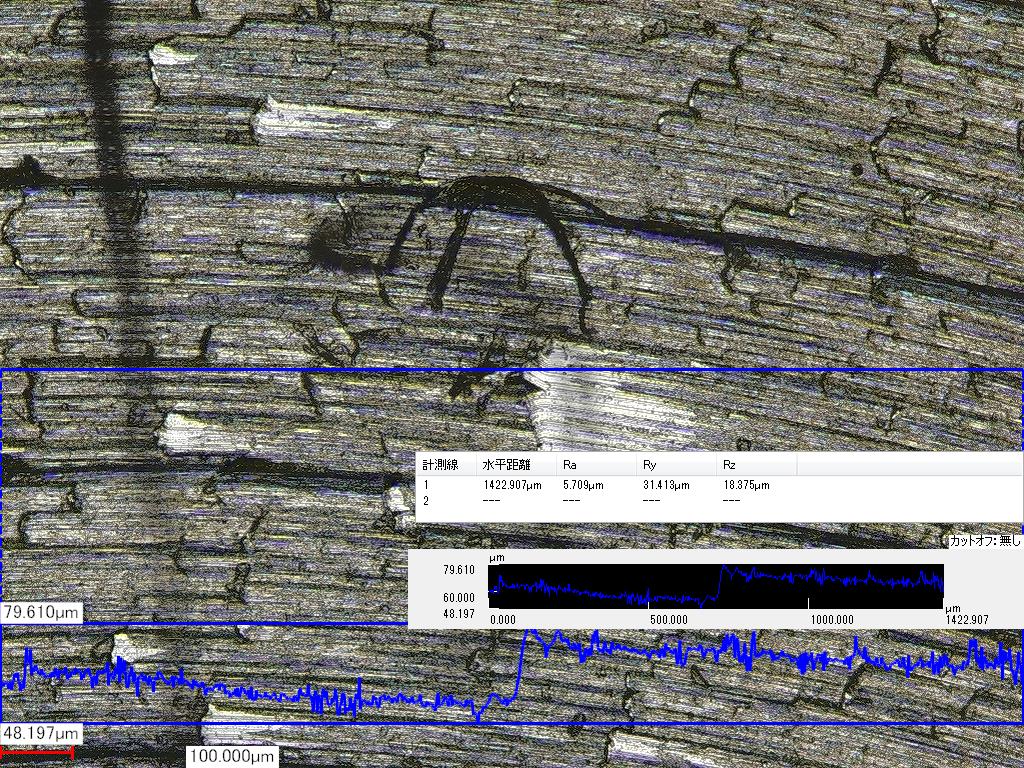 計測線 水平距離 Ra Ry Rz
1 1422.907μm 5.709μm 31.413μm 18.375μm
2 --- --- --- ---
カットオフ: 無し
μm
79.610
60.000
48.197
0.000 500.000 1000.000 1422.907
μm
79.610μm
48.197μm
100.000μm